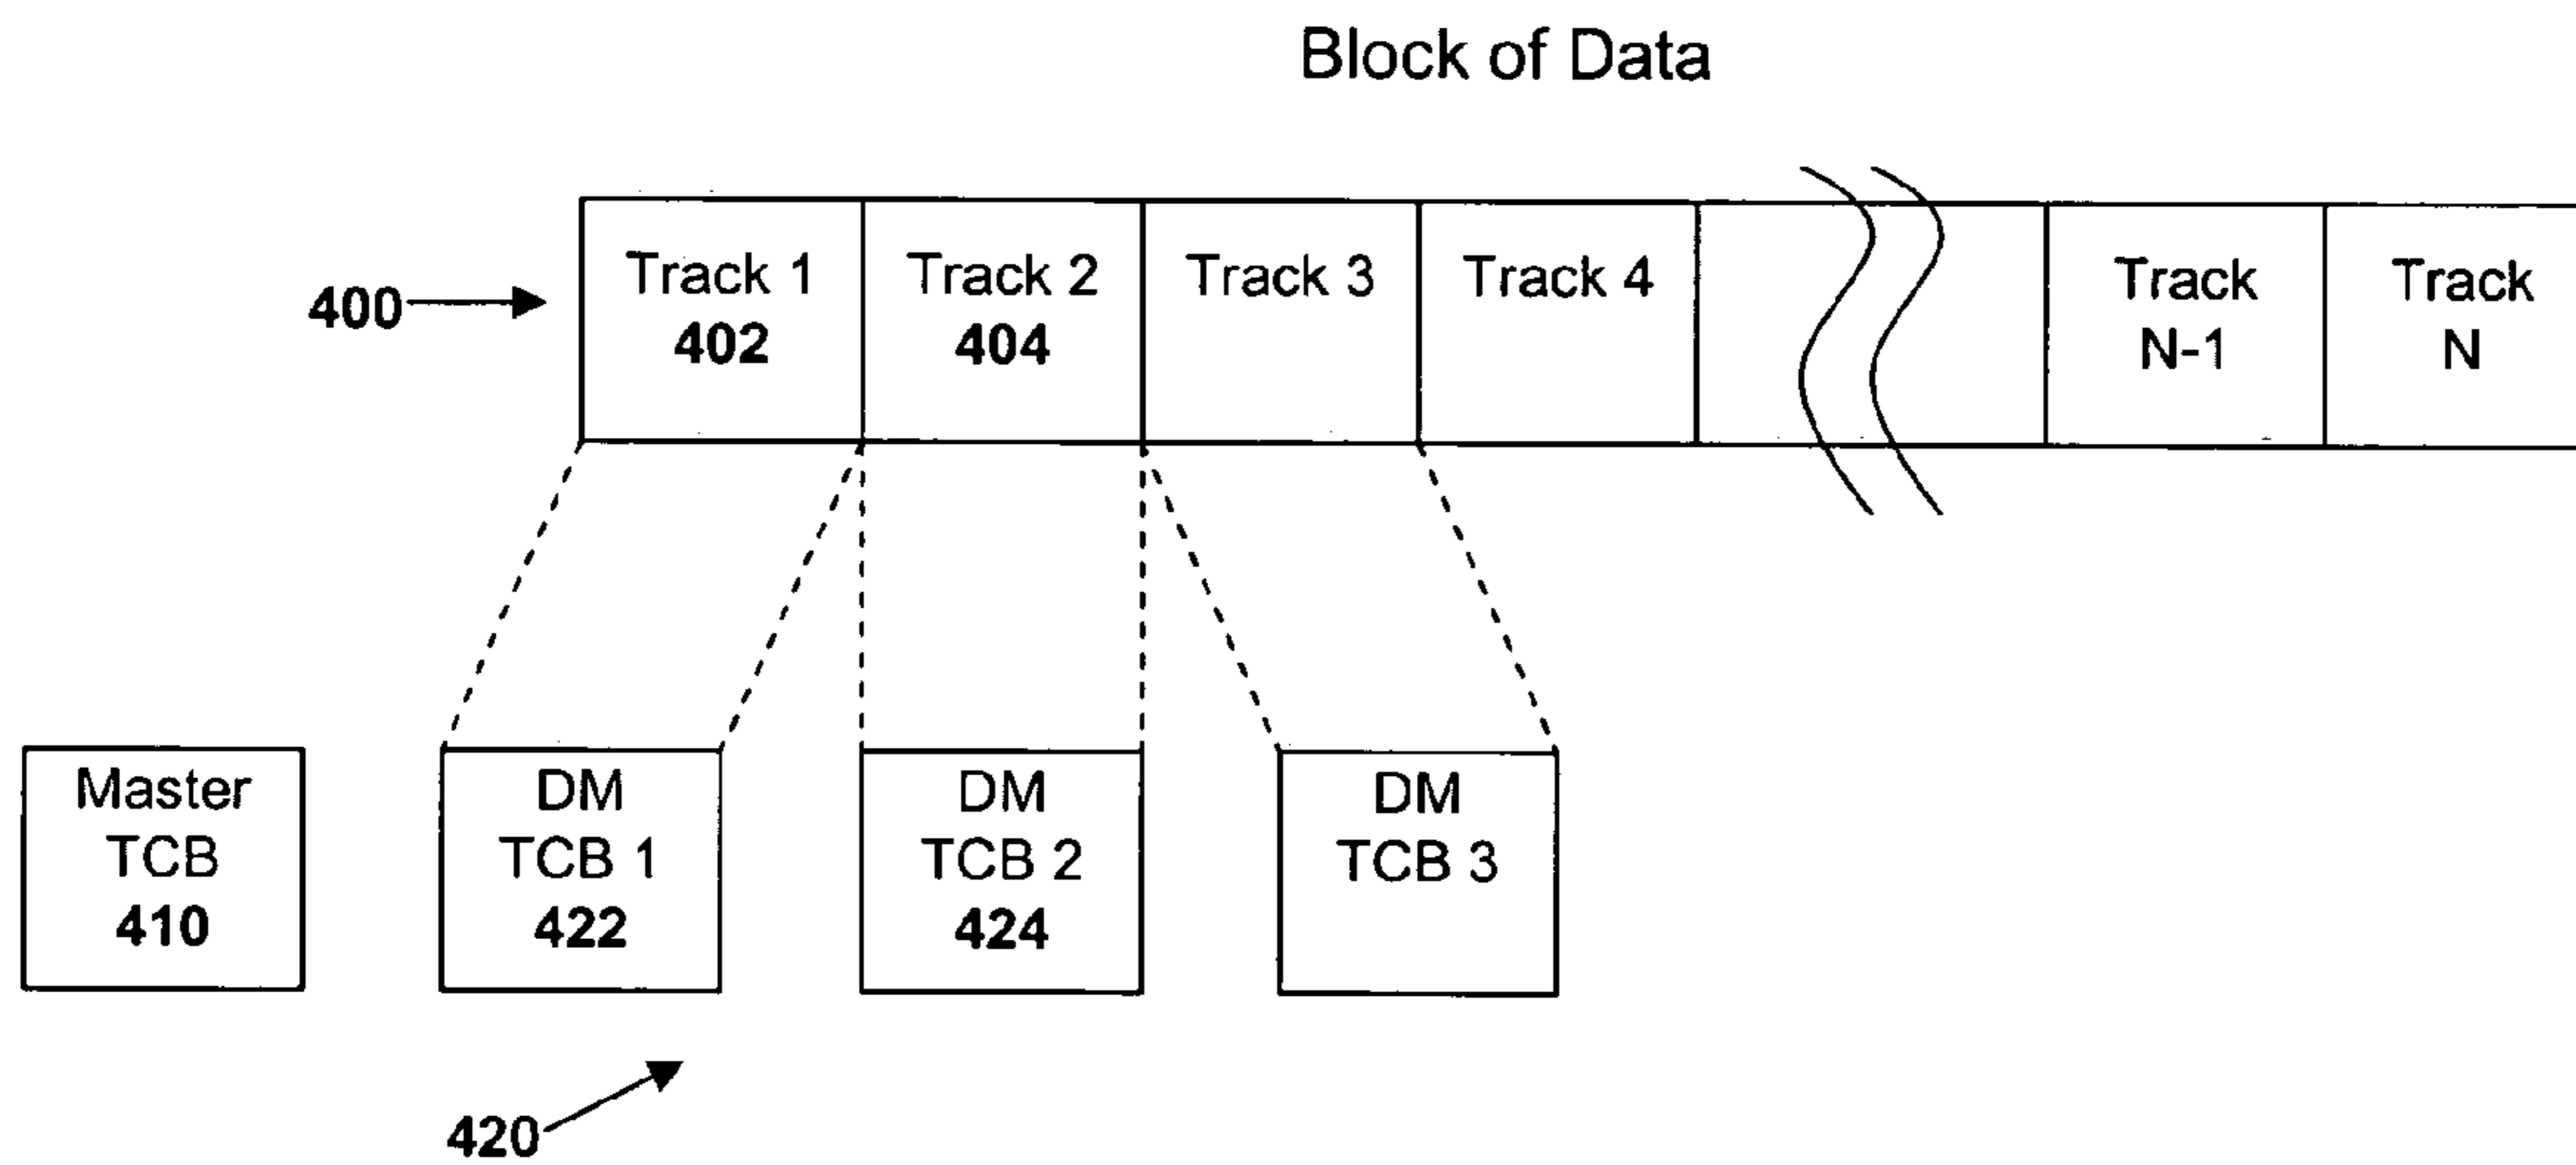 Block of Data
400
Track 1
402
Track 2
404
Track 3
Track 4
Track
N-1
Track
N
Master
TCB
410
DM
TCB 1
422
DM
TCB 2
424
DM
TCB 3
420